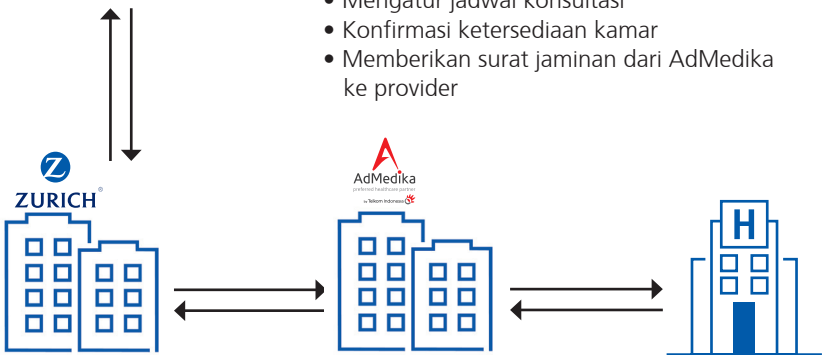 • Mengatur jadwal konsultasi
• Konfirmasi ketersediaan kamar
• Memberikan surat jaminan dari AdMedika
ke provider
ZURICH®
AdMedika
preferred healthcare partner
by Telkom Indonesia
H